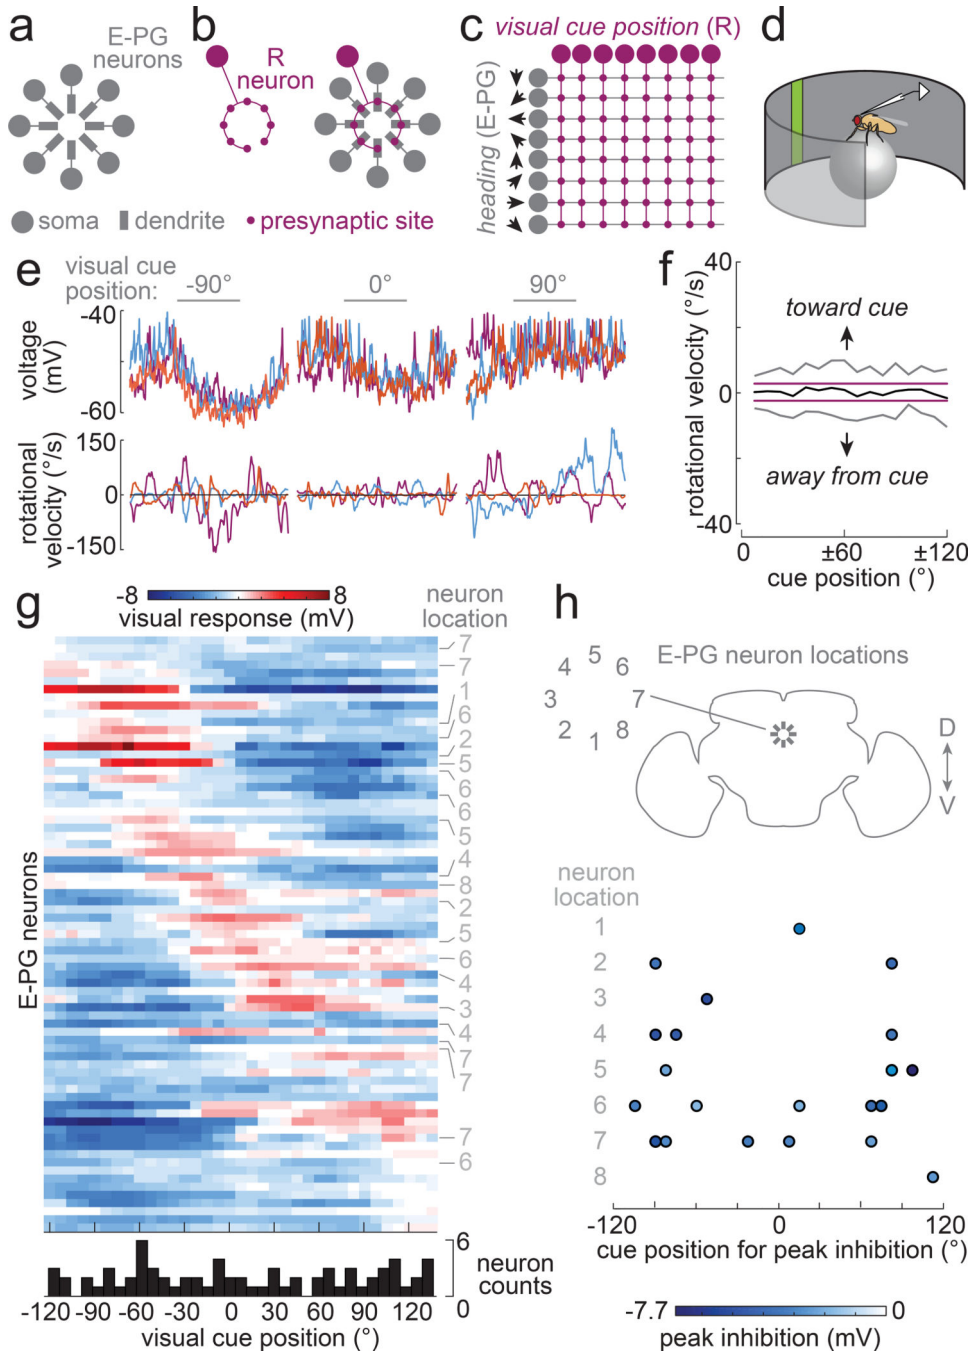 a
E-PG
neurons
b
R
neuron
soma
dendrite
presynaptic site
c
visual cue position (R)
heading (E-PG)
d
e
visual cue
position:
-90°
0°
90°
voltage
(mV)
-40
-60
rotational
velocity (°/s)
150
0
-150
f
rotational velocity (°/s)
40
0
-40
toward cue
away from cue
0
±60
±120
cue position (°)
g
-8
8
visual response (mV)
neuron
location
E-PG neurons
7
7
1
6
2
2
5
6
6
5
4
8
2
5
6
4
3
4
7
7
7
6
6
0
neuron
counts
-120
-90
-60
-30
0
30
60
90
120
visual cue position (°)
h
E-PG neuron locations
5
4
6
3
7
2
8
1
D
V
neuron
location
1
2
3
4
5
6
7
8
-120
0
120
cue position for peak inhibition (°)
-7.7
0
peak inhibition (mV)